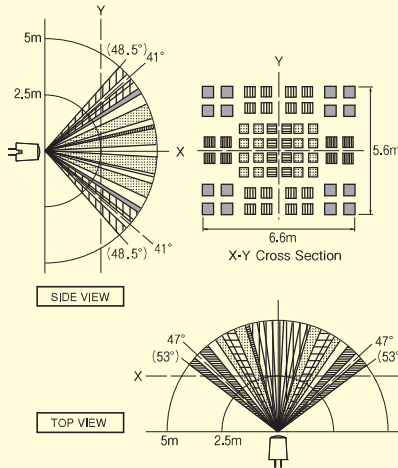 Y
5m
(48.5°)
41°
2.5m
X
41°
(48.5°)
SIDE VIEW
Y
5.6m
6.6m
X-Y Cross Section
47°
(53°)
47°
(53°)
X
TOP VIEW
5m
2.5m